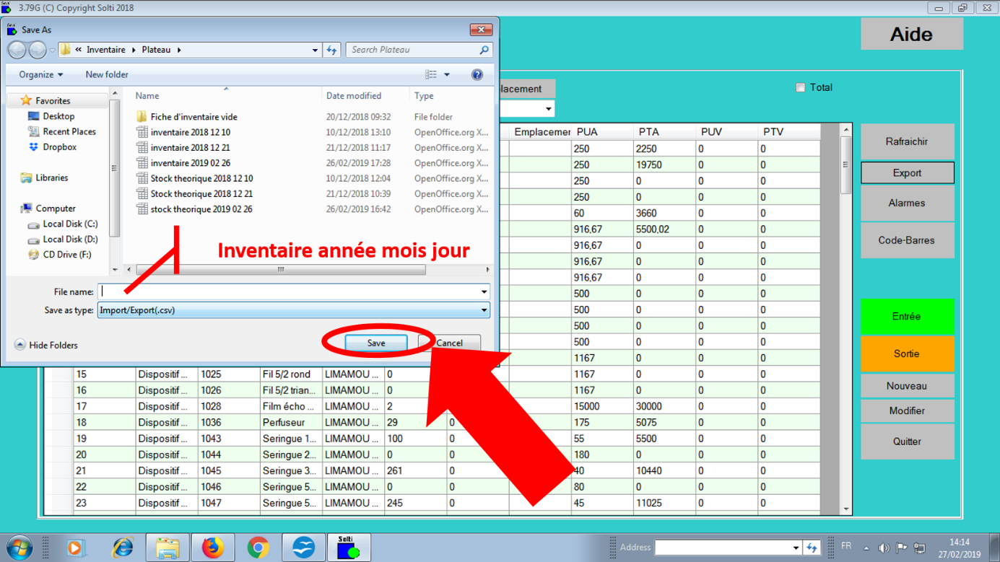 3.79G (C) Copyright Solti 2018
Save As
Inventaire Plateau
Search Plateau
Organize
New folder
Name Date modified Type
Favorites
Desktop
Recent Places
Dropbox
Libraries
Computer
Local Disk (C:)
Local Disk (D:)
CD Drive (F:)
Fiche d'inventaire vide 20/12/2018 09:32 File folder
inventaire 2018 12 10 10/12/2018 13:10 OpenOffice.org X...
inventaire 2018 12 21 21/12/2018 11:17 OpenOffice.org X...
inventaire 2019 02 26 26/02/2019 17:28 OpenOffice.org X...
Stock theorique 2018 12 10 10/12/2018 12:04 OpenOffice.org X...
Stock theorique 2018 12 21 21/12/2018 10:39 OpenOffice.org X...
stock theorique 2019 02 26 26/02/2019 16:42 OpenOffice.org X...
Inventaire année mois jour
File name:
Save as type: Import/Export(.csv)
Hide Folders
Save
Cancel
Aide
lacement
Total
Emplacemer PUA PTA PUV PTV
250 2250 0 0
250 19750 0 0
250 0 0 0
250 0 0 0
60 3660 0 0
916,67 5500,02 0 0
916,67 0 0 0
916,67 0 0 0
916,67 0 0 0
500 0 0 0
500 0 0 0
500 0 0 0
500 0 0 0
1167 0 0 0
15 Dispositif ... 1025 Fil 5/2 rond LIMAMOU ... 0 1167 0 0 0
16 Dispositif ... 1026 Fil 5/2 trian... LIMAMOU ... 0 1167 0 0 0
17 Dispositif ... 1028 Film écho ... LIMAMOU ... 2 15000 30000 0 0
18 Dispositif ... 1036 Perfuseur LIMAMOU ... 29 0 175 5075 0 0
19 Dispositif ... 1043 Seringue 1... LIMAMOU ... 100 0 55 5500 0 0
20 Dispositif ... 1044 Seringue 2... LIMAMOU ... 0 0 180 0 0 0
21 Dispositif ... 1045 Seringue 3... LIMAMOU ... 261 0 40 10440 0 0
22 Dispositif ... 1046 Seringue 5... LIMAMOU ... 0 0 80 0 0 0
23 Dispositif ... 1047 Seringue 5... LIMAMOU ... 245 0 45 11025 0 0
Rafraichir
Export
Alarmes
Code-Barres
Entrée
Sortie
Nouveau
Modifier
Quitter
Solti
Address
FR
14:14
27/02/2019